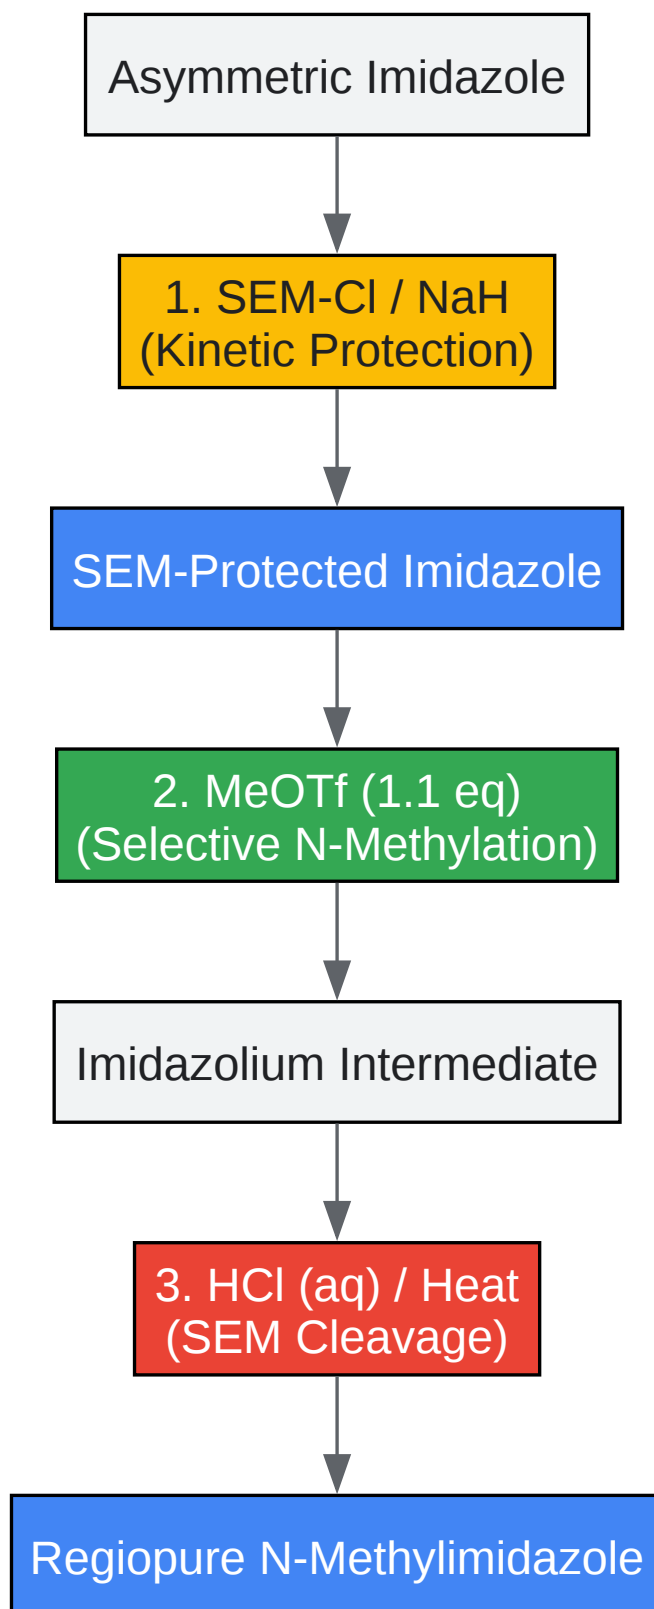 Asymmetric Imidazole
1. SEM-Cl / NaH
(Kinetic Protection)
SEM-Protected Imidazole
2. MeOTf (1.1 eq)
(Selective N-Methylation)
Imidazolium Intermediate
3. HCl (aq) / Heat
(SEM Cleavage)
Regiopure N-Methylimidazole